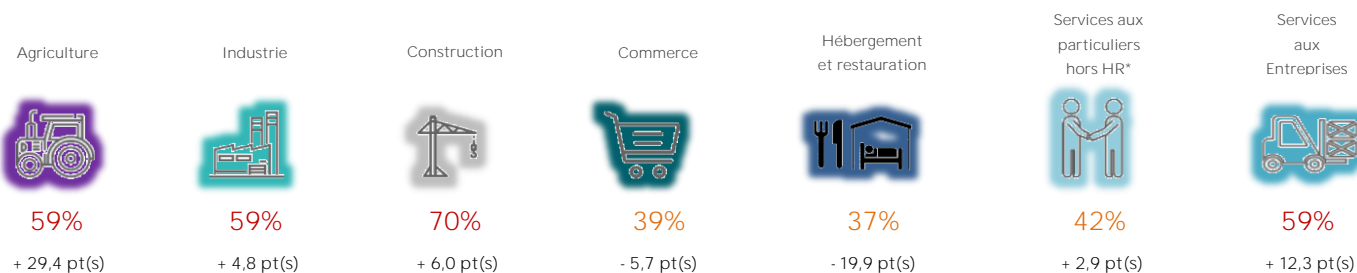 Agriculture
Industrie
Construction
Commerce
Hébergement
et restauration
Services aux
particuliers
hors HR*
Services
aux
Entreprises
59%
59%
70%
39%
37%
42%
59%
+ 29,4 pt(s)
+ 4,8 pt(s)
+ 6,0 pt(s)
- 5,7 pt(s)
- 19,9 pt(s)
+ 2,9 pt(s)
+ 12,3 pt(s)